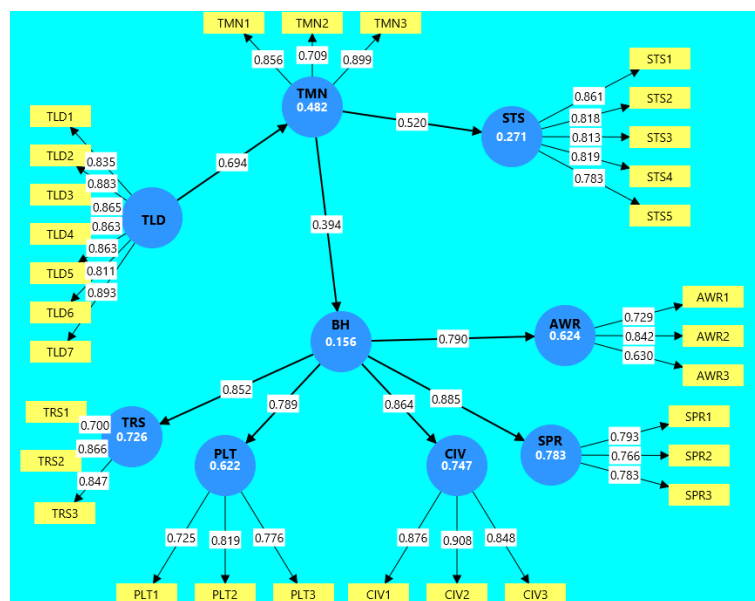 TMN1
TMN2
TMN3
0.856
0.709
0.899
TMN
0.482
STS1
STS2
STS3
STS4
STS5
0.861
0.818
0.813
0.819
0.783
STS
0.271
0.520
TLD1
TLD2
TLD3
TLD4
TLD5
TLD6
TLD7
0.835
0.883
0.865
0.863
0.863
0.811
0.893
TLD
0.694
0.394
BH
0.156
0.790
AWR
0.624
0.729
0.842
0.630
AWR1
AWR2
AWR3
0.852
0.789
0.864
0.885
TRS1
TRS2
TRS3
0.700
0.866
0.847
TRS
0.726
PLT
0.622
0.725
0.819
0.776
PLT1
PLT2
PLT3
CIV
0.747
0.876
0.908
0.848
CIV1
CIV2
CIV3
SPR
0.783
0.793
0.766
0.783
SPR1
SPR2
SPR3